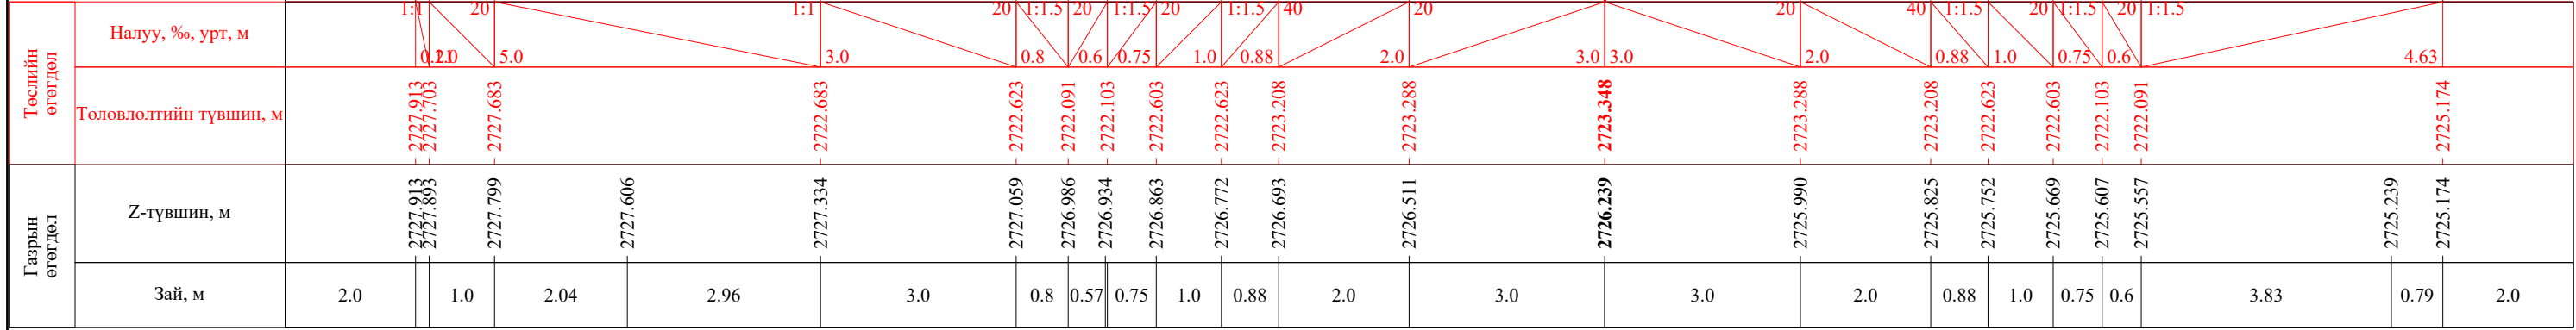 Төслийн өгөгдөл
Налуу, ‰, урт, м
1:1 20 1:1 20 1:1.5 20 1:1.5 20 1:1.5 40 20 20 40 1:1.5 20 1:1.5 20 1:1.5
0.21 1.0 5.0 3.0 0.8 0.6 0.75 1.0 0.88 2.0 3.0 3.0 2.0 0.88 1.0 0.75 0.6 4.63
Төлөвлөлтийн түвшин, м
2727.913 2727.703 2727.683 2722.683 2722.623 2722.091 2722.103 2722.603 2722.623 2723.208 2723.288 2723.348 2723.288 2723.208 2722.623 2722.603 2722.103 2722.091 2725.174
Газрын өгөгдөл
Z-түвшин, м
2727.913 2727.893 2727.799 2727.606 2727.334 2727.059 2726.986 2726.934 2726.863 2726.772 2726.693 2726.511 2726.239 2725.990 2725.825 2725.752 2725.669 2725.607 2725.557 2725.239 2725.174
Зай, м
2.0 1.0 2.04 2.96 3.0 0.8 0.57 0.75 1.0 0.88 2.0 3.0 3.0 2.0 0.88 1.0 0.75 0.6 3.83 0.79 2.0